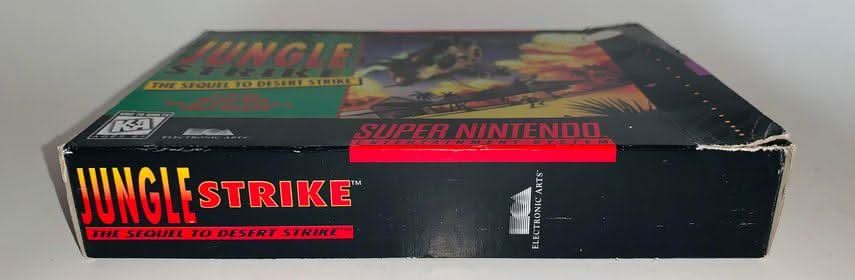 JUNGLE
STRIKE
THE SEQUEL TO DESERT STRIKE
K-A
ELECTRONIC ARTS
SUPER NINTENDO
ENTERTAINMENT SYSTEM
JUNGLE STRIKE™
THE SEQUEL TO DESERT STRIKE™
ELECTRONIC ARTS®